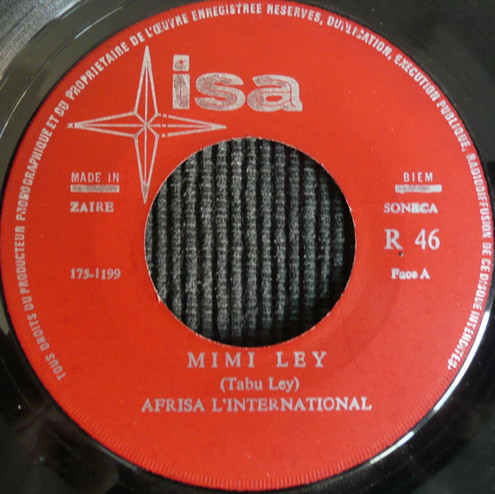 TOUS DROITS DU PRODUCTEUR PHONOGRAPHIQUE ET DU PROPRIETAIRE DE L'ŒUVRE ENREGISTREE RESERVES, DUPLICATION, EXECUTION PUBLIQUE, RADIODIFFUSION DE CE DISQUE INTERDITES.
isa
MADE IN
ZAIRE
BIEM
SONECA
175-1199
R 46
Face A
MIMI LEY
(Tabu Ley)
AFRISA L'INTERNATIONAL